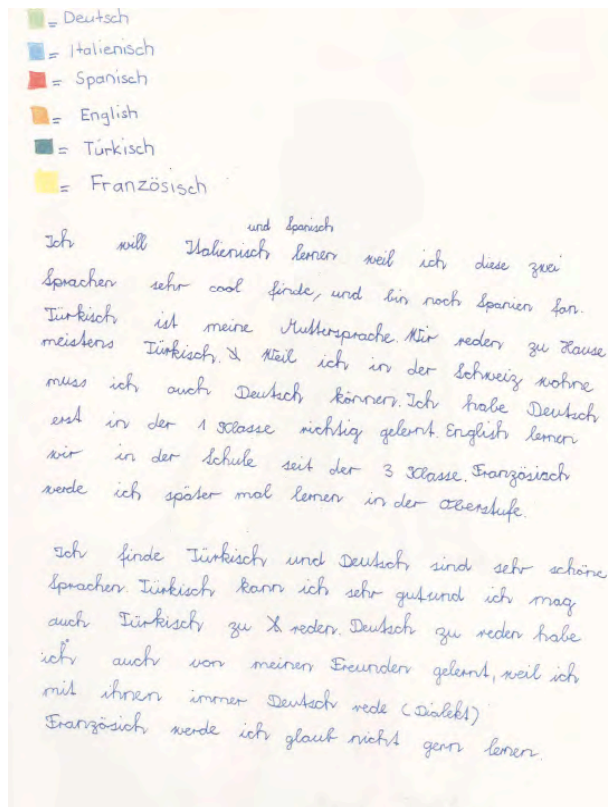 = Deutsch
= Italienisch
= Spanisch
= English
= Türkisch
= Französisch
und Spanisch
Ich will Italienisch lernen weil ich diese zwei
Sprachen sehr cool finde, und bin noch Spanien fan.
Türkisch ist meine Muttersprache. Wir reden zu Hause
meistens Türkisch. Weil ich in der Schweiz wohne
muss ich auch Deutsch können. Ich habe Deutsch
erst in der 1 Klasse richtig gelernt. English lernen
wir in der Schule seit der 3 Klasse. Französisch
werde ich später mal lernen in der Oberstufe.
Ich finde Türkisch und Deutsch sind sehr schöne
Sprachen. Türkisch kann ich sehr gut und ich mag
auch Türkisch zu reden. Deutsch zu reden habe
ich auch von meinen Freunden gelernt, weil ich
mit ihnen immer Deutsch rede (Dialekt)
Französich werde ich glaub nicht gern lernen.